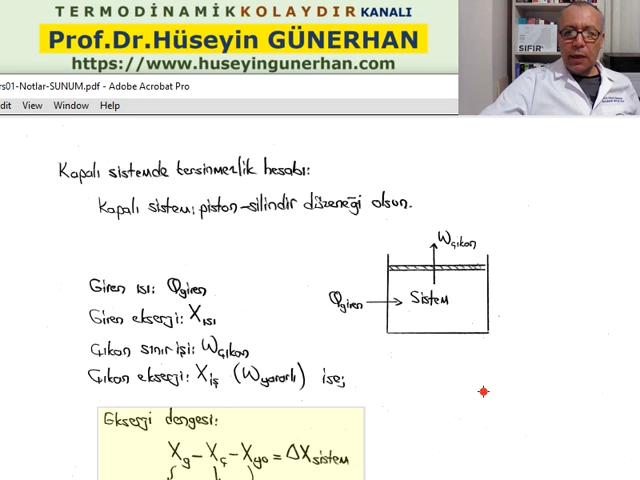 TERMODİNAMİKKOLAYDIR KANALI
Prof.Dr.Hüseyin GÜNERHAN
https://www.huseyingunerhan.com
rs01-Notlar-SUNUM.pdf - Adobe Acrobat Pro
dit View Window Help
SIFIR
Kapalı sistemde tersinmezlik hesabı:
Kapalı sistem; piston-silindir düzeneği olsun.
Wçıkan
Qgiren
Sistem
Giren ısı: Qgiren
Giren ekserji: Xısı
Çıkan sınır işi: Wçıkan
Çıkan ekserji: Xiş (Wyararlı) ise;
Ekserji dengesi:
Xg - Xç - Xyo = ΔXsistem